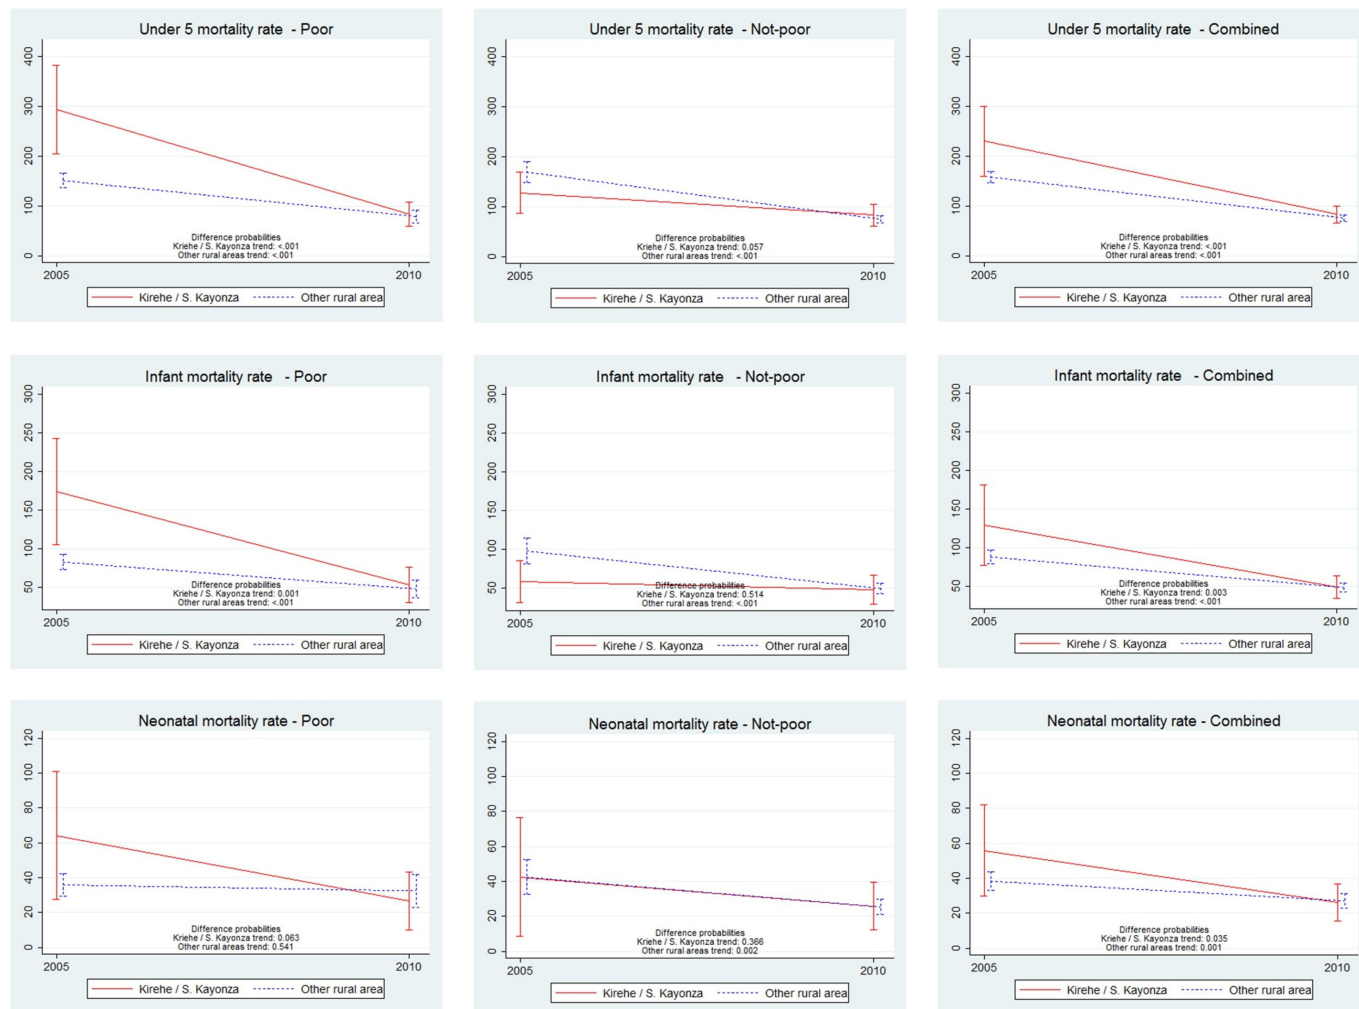 Under 5 mortality rate - Poor
400
300
200
100
0
Difference probabilities
Kriehe / S. Kayonza trend: <.001
Other rural areas trend: <.001
2005 2010
Kirehe / S. Kayonza Other rural area
Under 5 mortality rate - Not-poor
400
300
200
100
0
Difference probabilities
Kriehe / S. Kayonza trend: 0.057
Other rural areas trend: <.001
2005 2010
Kirehe / S. Kayonza Other rural area
Under 5 mortality rate - Combined
400
300
200
100
0
Difference probabilities
Kriehe / S. Kayonza trend: <.001
Other rural areas trend: <.001
2005 2010
Kirehe / S. Kayonza Other rural area
Infant mortality rate - Poor
300
250
200
150
100
50
Difference probabilities
Kriehe / S. Kayonza trend: 0.001
Other rural areas trend: <.001
2005 2010
Kirehe / S. Kayonza Other rural area
Infant mortality rate - Not-poor
300
250
200
150
100
50
Difference probabilities
Kriehe / S. Kayonza trend: 0.514
Other rural areas trend: <.001
2005 2010
Kirehe / S. Kayonza Other rural area
Infant mortality rate - Combined
300
250
200
150
100
50
Difference probabilities
Kriehe / S. Kayonza trend: 0.003
Other rural areas trend: <.001
2005 2010
Kirehe / S. Kayonza Other rural area
Neonatal mortality rate - Poor
120
100
80
60
40
20
0
Difference probabilities
Kriehe / S. Kayonza trend: 0.063
Other rural areas trend: 0.541
2005 2010
Kirehe / S. Kayonza Other rural area
Neonatal mortality rate - Not-poor
120
100
80
60
40
20
0
Difference probabilities
Kriehe / S. Kayonza trend: 0.366
Other rural areas trend: 0.002
2005 2010
Kirehe / S. Kayonza Other rural area
Neonatal mortality rate - Combined
120
100
80
60
40
20
0
Difference probabilities
Kriehe / S. Kayonza trend: 0.035
Other rural areas trend: 0.001
2005 2010
Kirehe / S. Kayonza Other rural area